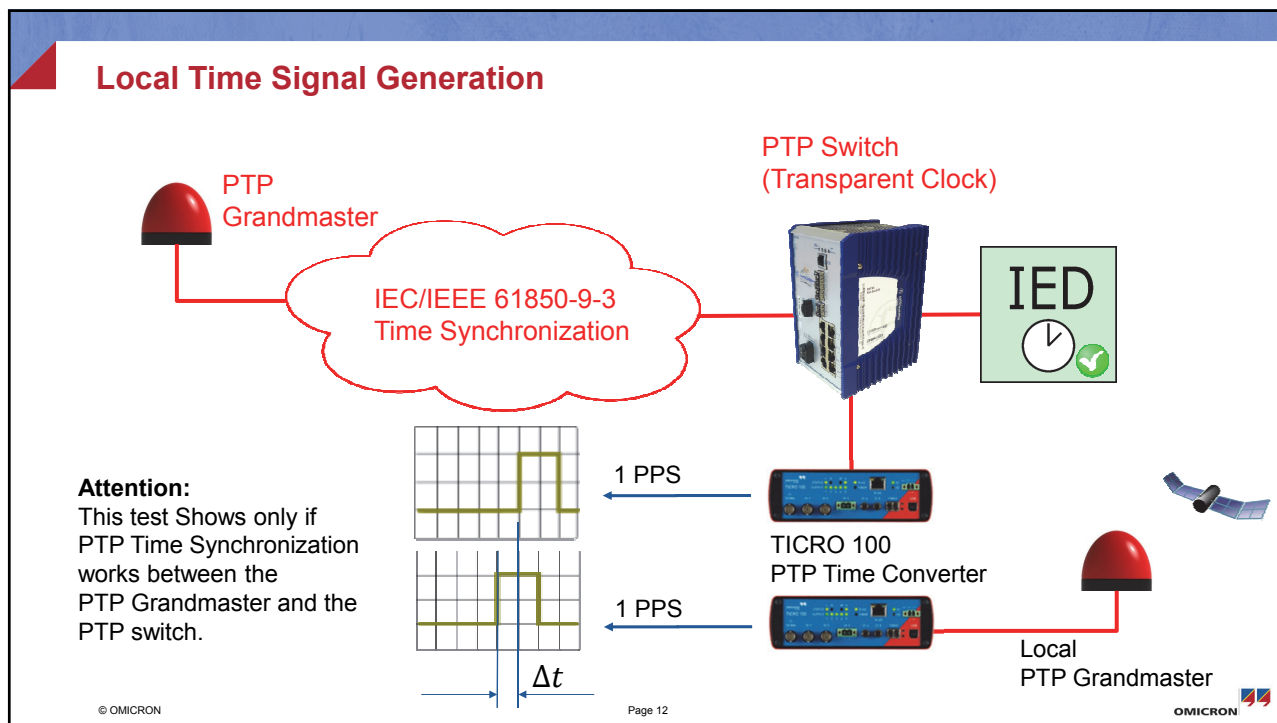 Local Time Signal Generation
PTP
Grandmaster
PTP Switch
(Transparent Clock)
IEC/IEEE 61850-9-3
Time Synchronization
IED
Attention:
This test Shows only if
PTP Time Synchronization
works between the
PTP Grandmaster and the
PTP switch.
1 PPS
TICRO 100
PTP Time Converter
1 PPS
Local
PTP Grandmaster
Δt
© OMICRON
Page 12
OMICRON